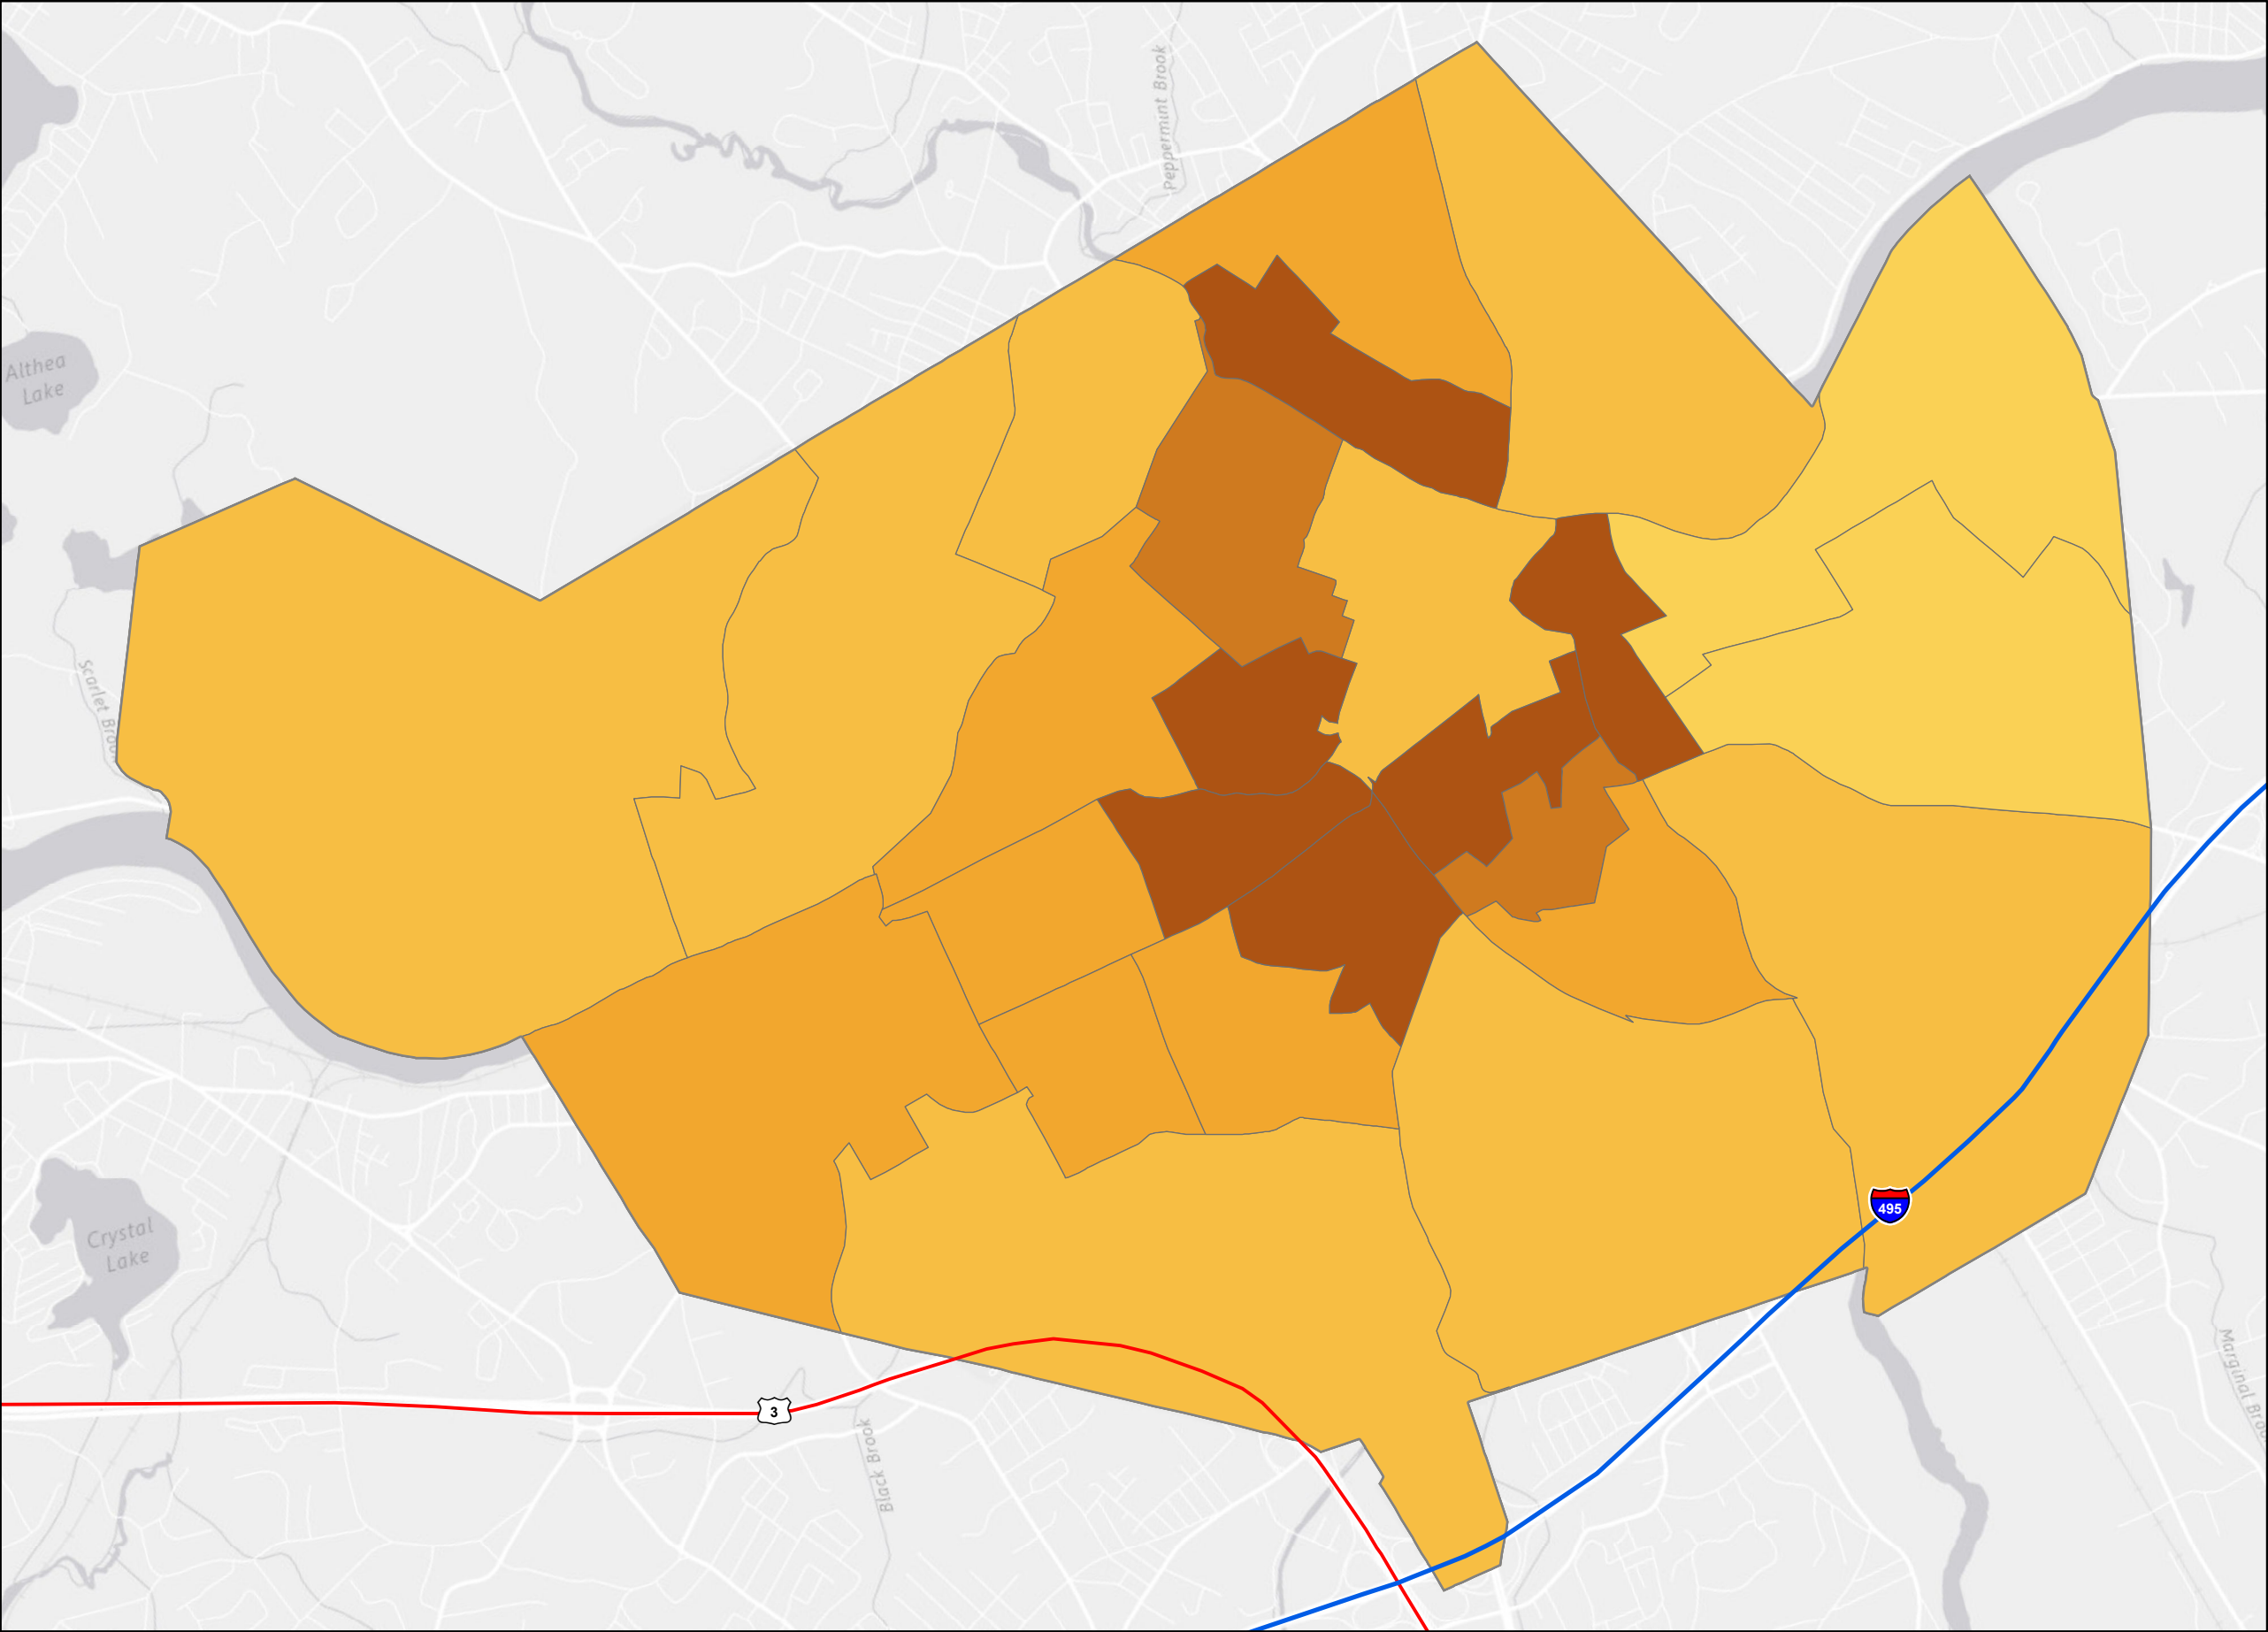 Peppermint Brook
Althea
Lake
Scarlet Broo
495
Crystal
Lake
3
Black Brook
Marginal Broo